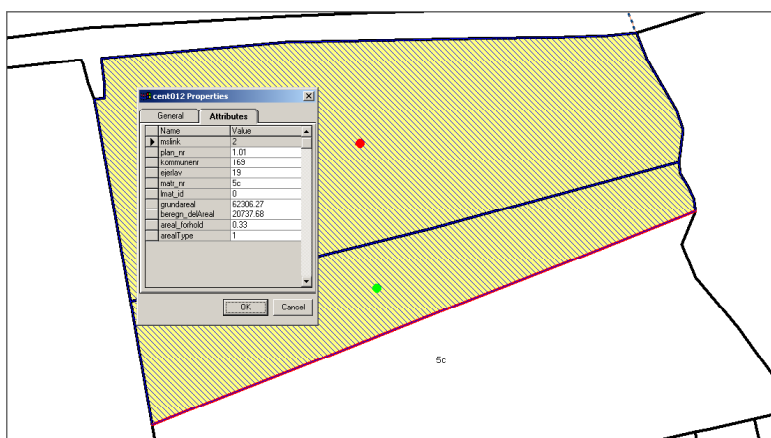 cent012 Properties
General Attributes
Name Value
mslink 2
plan_nr 1.01
kommunenr 169
ejerlav 19
matr_nr 5c
lmat_id 0
grundareal 62306.27
beregn_delAreal 20737.68
areal_forhold 0.33
arealType 1
OK Cancel
5c